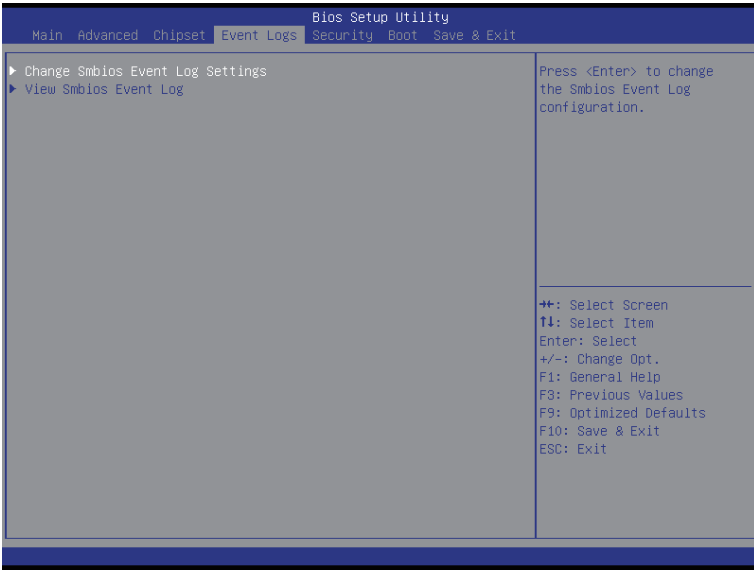 Bios Setup Utility
Main Advanced Chipset Event Logs Security Boot Save & Exit
Change Smbios Event Log Settings
View Smbios Event Log
Press <Enter> to change
the Smbios Event Log
configuration.
→←: Select Screen
↑↓: Select Item
Enter: Select
+/-: Change Opt.
F1: General Help
F3: Previous Values
F9: Optimized Defaults
F10: Save & Exit
ESC: Exit